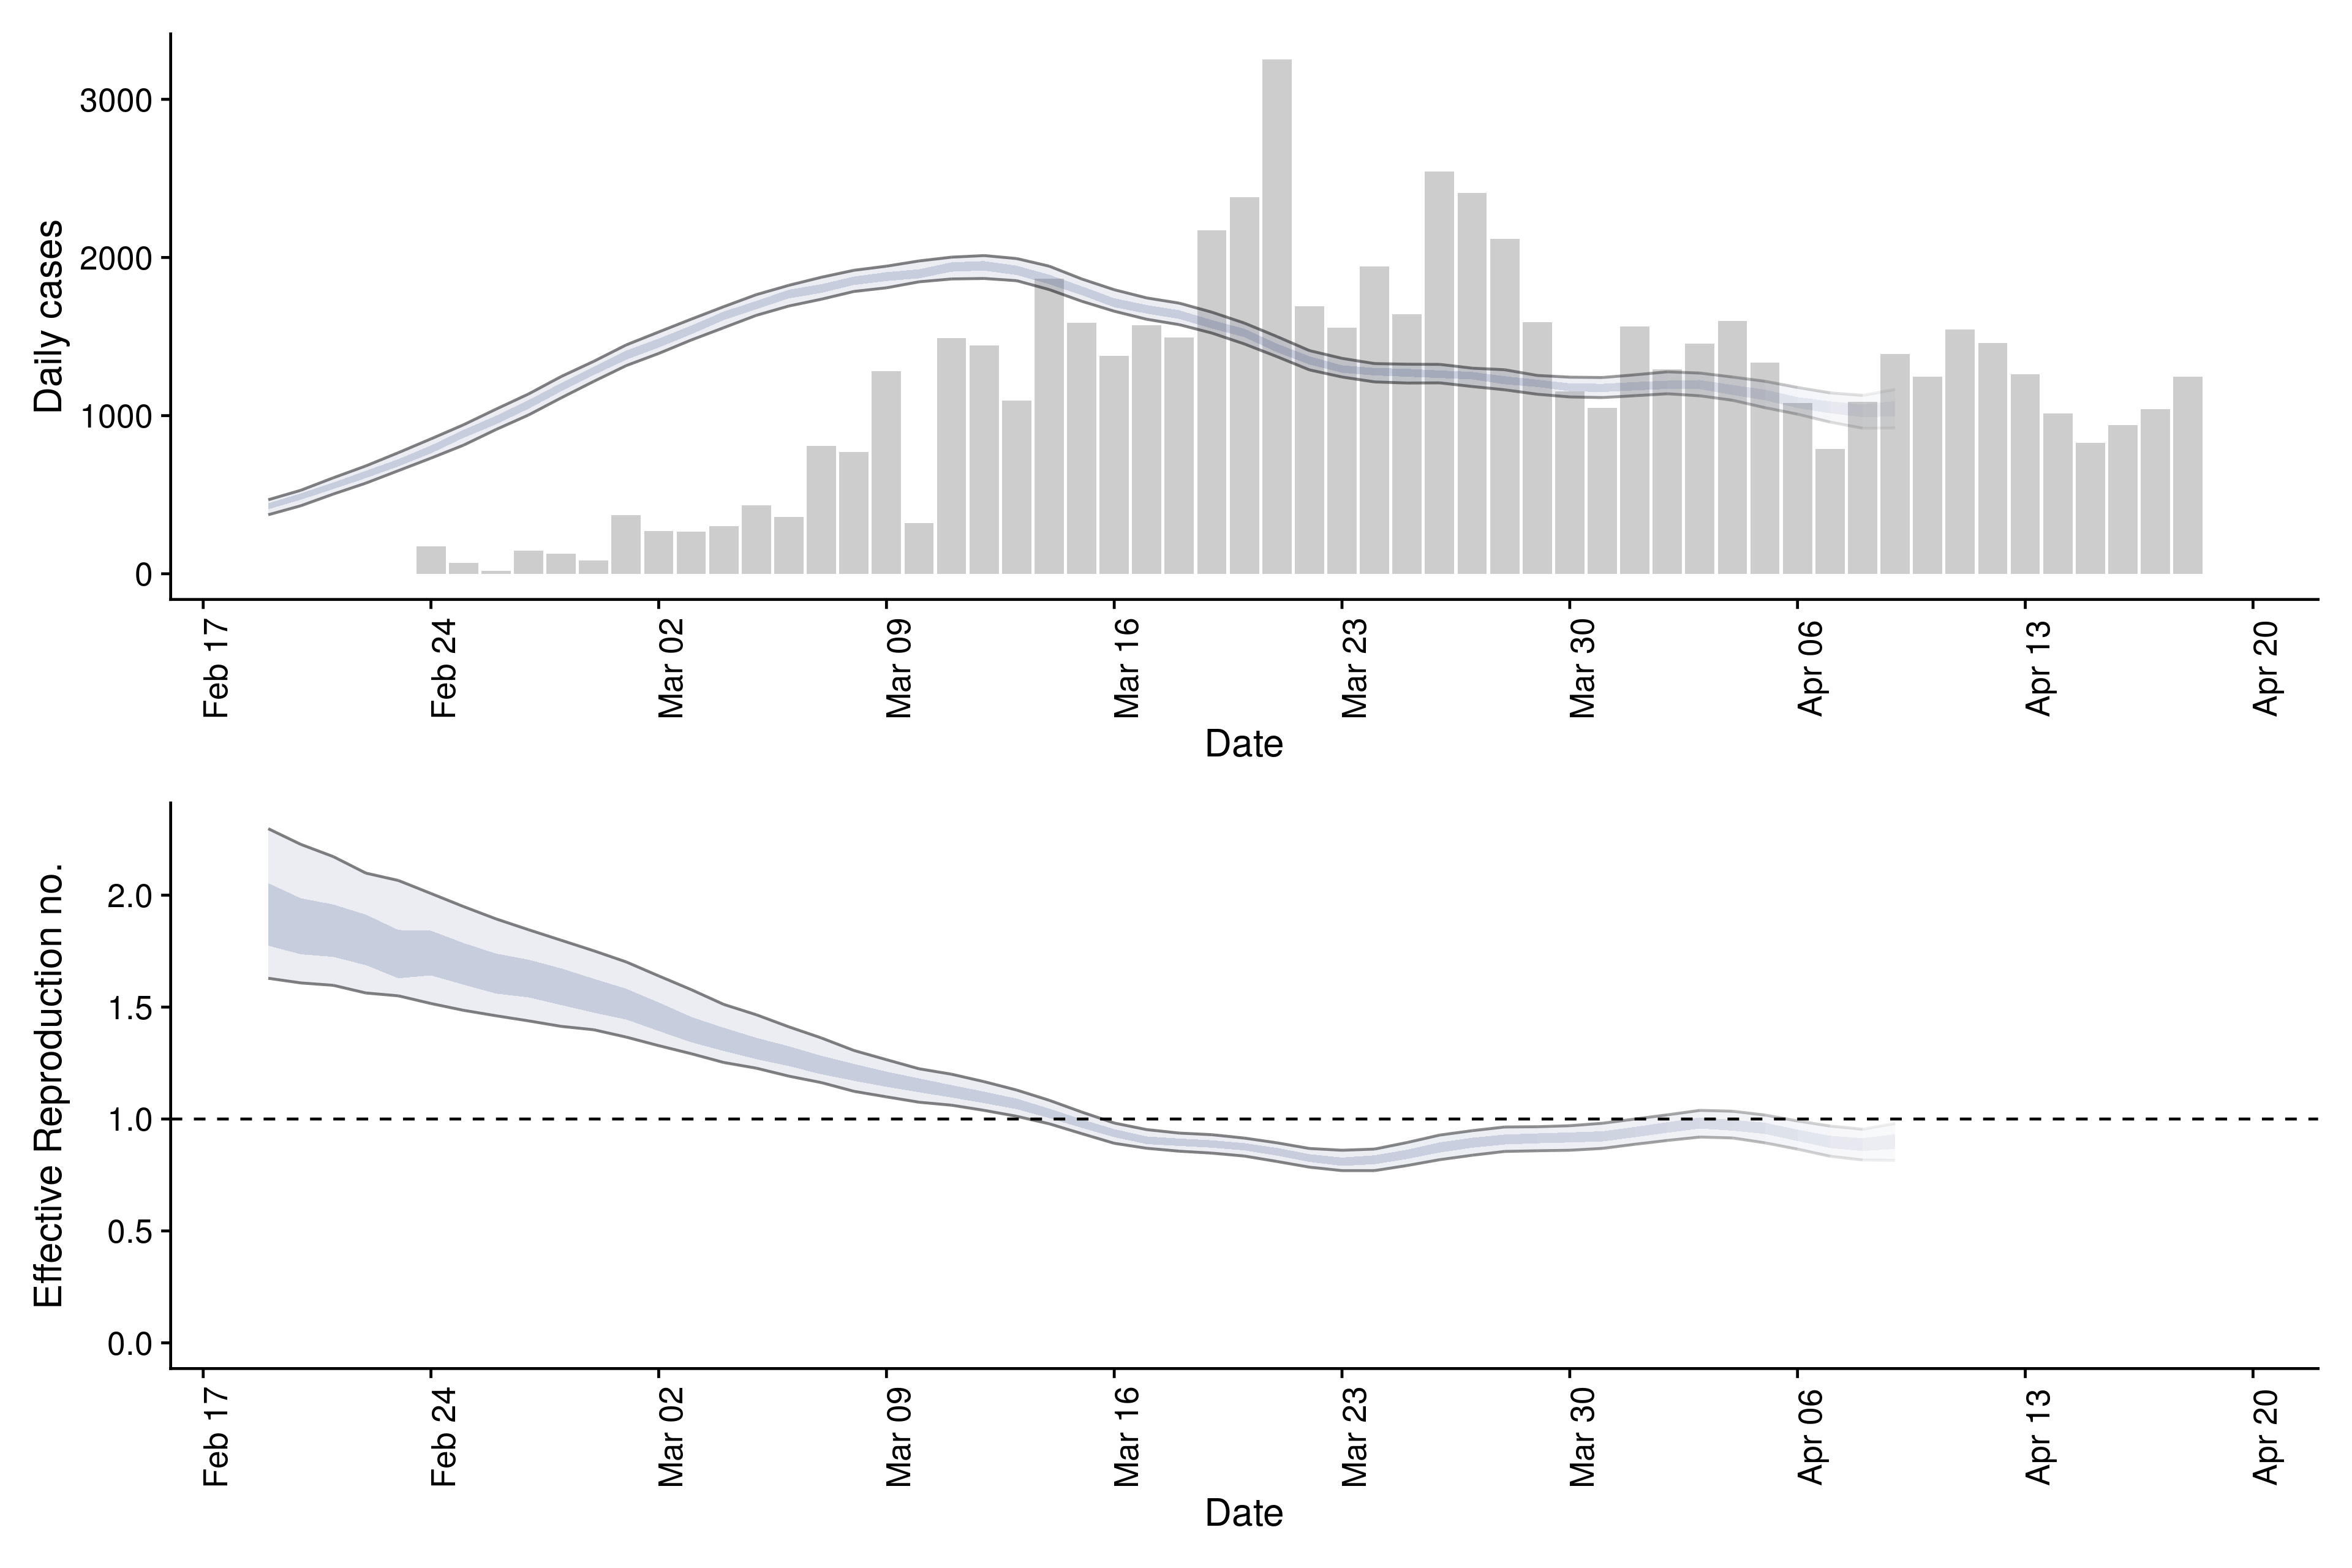 Daily cases
3000
2000
1000
0
Feb 17
Feb 24
Mar 02
Mar 09
Mar 16
Mar 23
Mar 30
Apr 06
Apr 13
Apr 20
Date
Effective Reproduction no.
2.0
1.5
1.0
0.5
0.0
Feb 17
Feb 24
Mar 02
Mar 09
Mar 16
Mar 23
Mar 30
Apr 06
Apr 13
Apr 20
Date